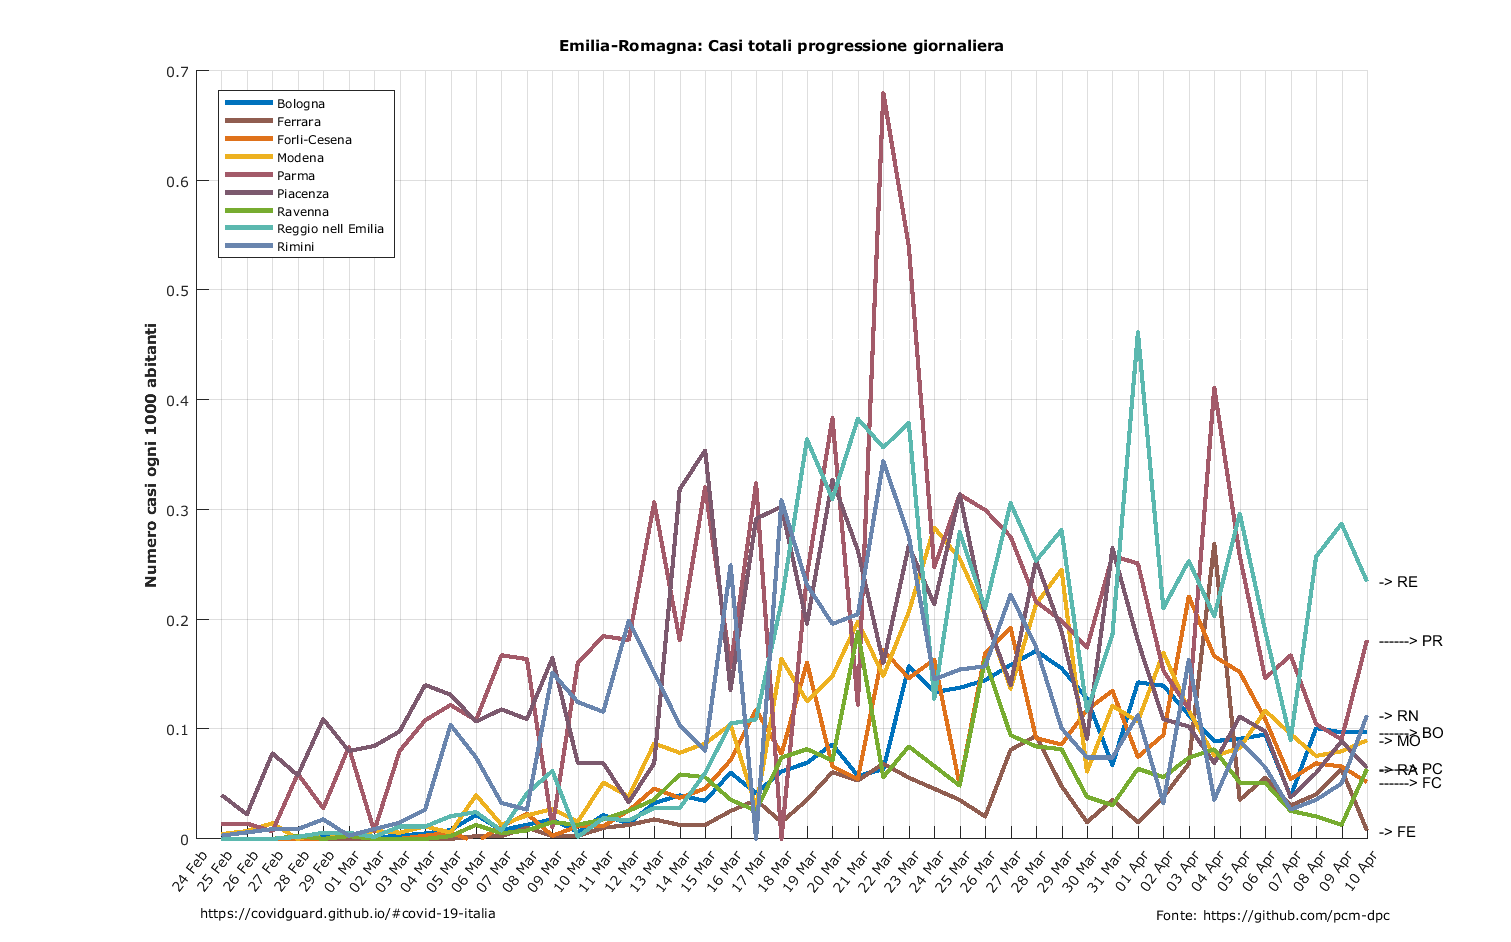 Emilia-Romagna: Casi totali progressione giornaliera
Numero casi ogni 1000 abitanti
0.7
0.6
0.5
0.4
0.3
0.2
0.1
0
Bologna
Ferrara
Forli-Cesena
Modena
Parma
Piacenza
Ravenna
Reggio nell Emilia
Rimini
-> RE
------> PR
-> RN
------> BO
-> MO
-> RA
------> PC
------> FC
-> FE
24 Feb
25 Feb
26 Feb
27 Feb
28 Feb
29 Feb
01 Mar
02 Mar
03 Mar
04 Mar
05 Mar
06 Mar
07 Mar
08 Mar
09 Mar
10 Mar
11 Mar
12 Mar
13 Mar
14 Mar
15 Mar
16 Mar
17 Mar
18 Mar
19 Mar
20 Mar
21 Mar
22 Mar
23 Mar
24 Mar
25 Mar
26 Mar
27 Mar
28 Mar
29 Mar
30 Mar
31 Mar
01 Apr
02 Apr
03 Apr
04 Apr
05 Apr
06 Apr
07 Apr
08 Apr
09 Apr
10 Apr
https://covidguard.github.io/#covid-19-italia
Fonte: https://github.com/pcm-dpc